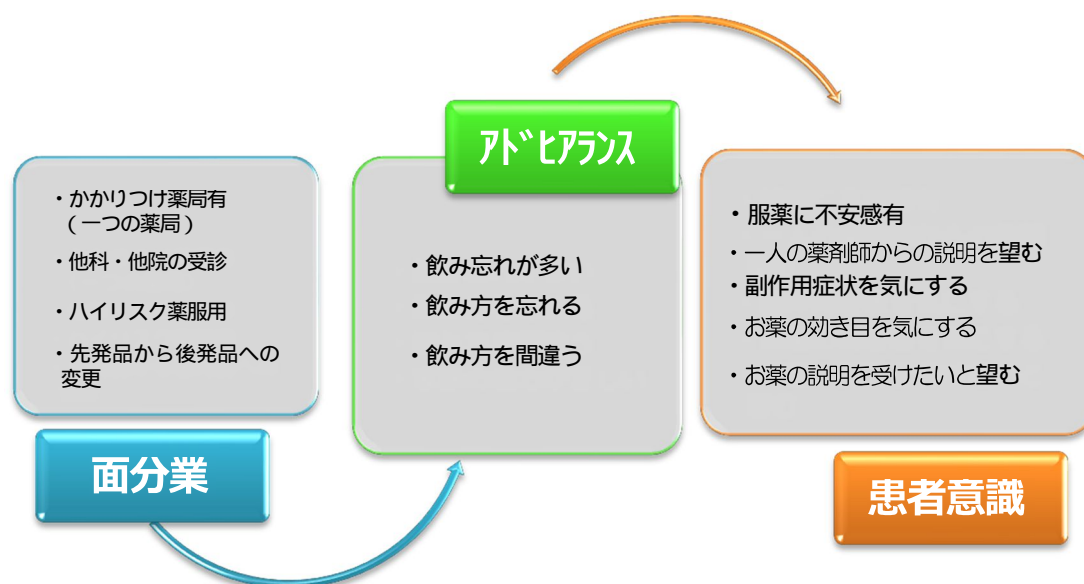 アドヒアランス
・かかりつけ薬局有
(一つの薬局)
・他科・他院の受診
・ハイリスク薬服用
・先発品から後発品への
変更
面分業
・飲み忘れが多い
・飲み方を忘れる
・飲み方を間違う
・服薬に不安感有
・一人の薬剤師からの説明を望む
・副作用症状を気にする
・お薬の効き目を気にする
・お薬の説明を受けたいと望む
患者意識